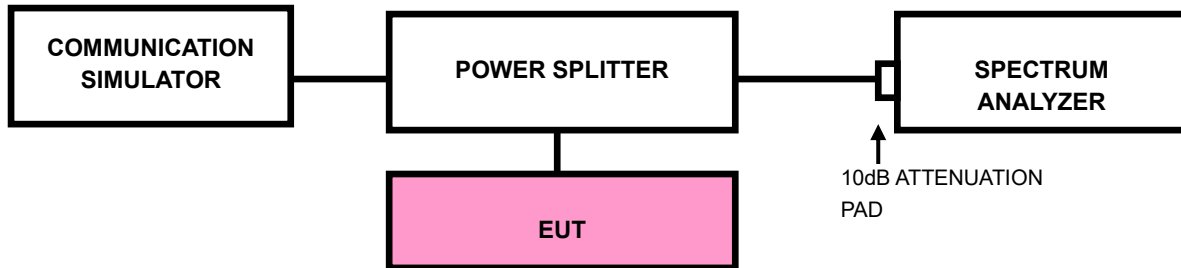 COMMUNICATION
SIMULATOR
POWER SPLITTER
SPECTRUM
ANALYZER
10dB ATTENUATION
PAD
EUT